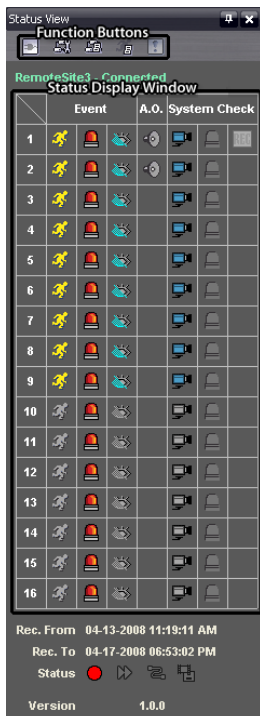 Status View
Function Buttons
RemoteSite3 - Connected
Status Display Window
Event A.O. System Check
1
2
3
4
5
6
7
8
9
10
11
12
13
14
15
16
Rec. From 04-13-2008 11:19:11 AM
Rec. To 04-17-2008 06:53:02 PM
Status
Version 1.0.0